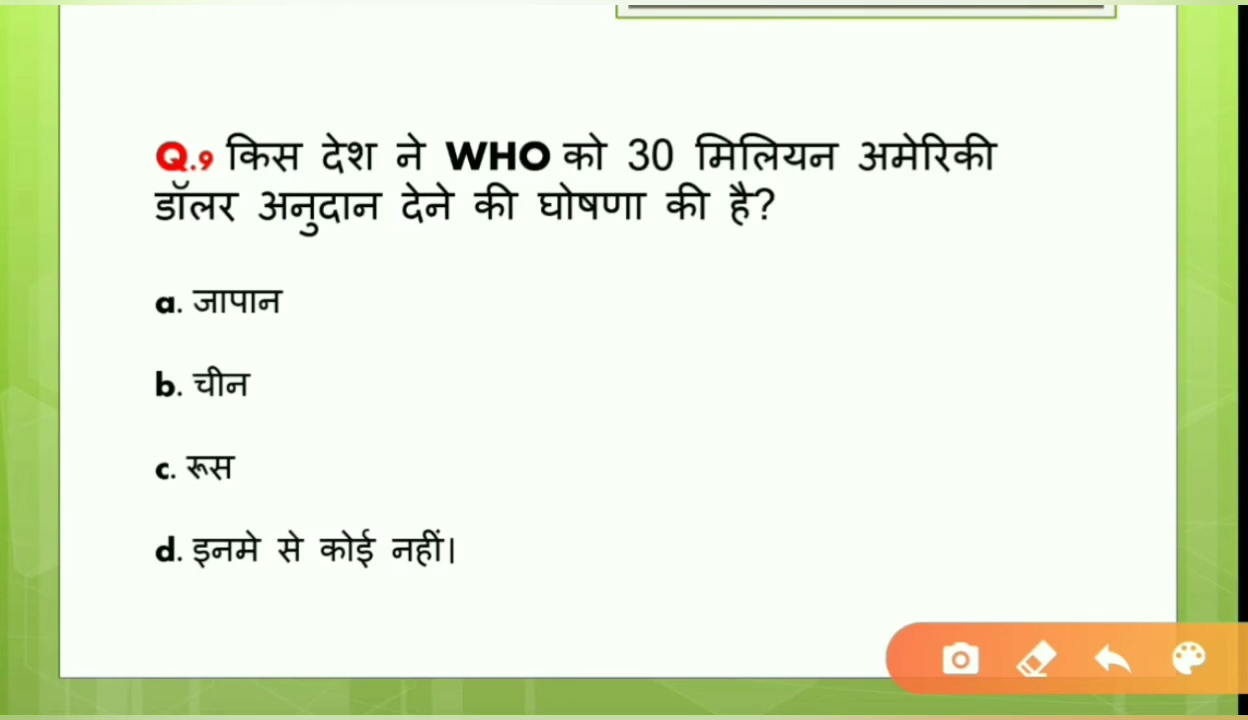 Q.9 किस देश ने WHO को 30 मिलियन अमेरिकी
डॉलर अनुदान देने की घोषणा की है?
a. जापान
b. चीन
c. रूस
d. इनमे से कोई नहीं।